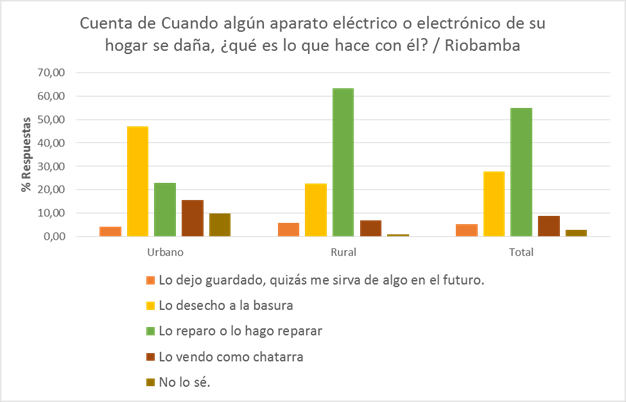 Cuenta de Cuando algún aparato eléctrico o electrónico de su
hogar se daña, ¿qué es lo que hace con él? / Riobamba
% Respuestas
70,00
60,00
50,00
40,00
30,00
20,00
10,00
0,00
Urbano
Rural
Total
Lo dejo guardado, quizás me sirva de algo en el futuro.
Lo desecho a la basura
Lo reparo o lo hago reparar
Lo vendo como chatarra
No lo sé.